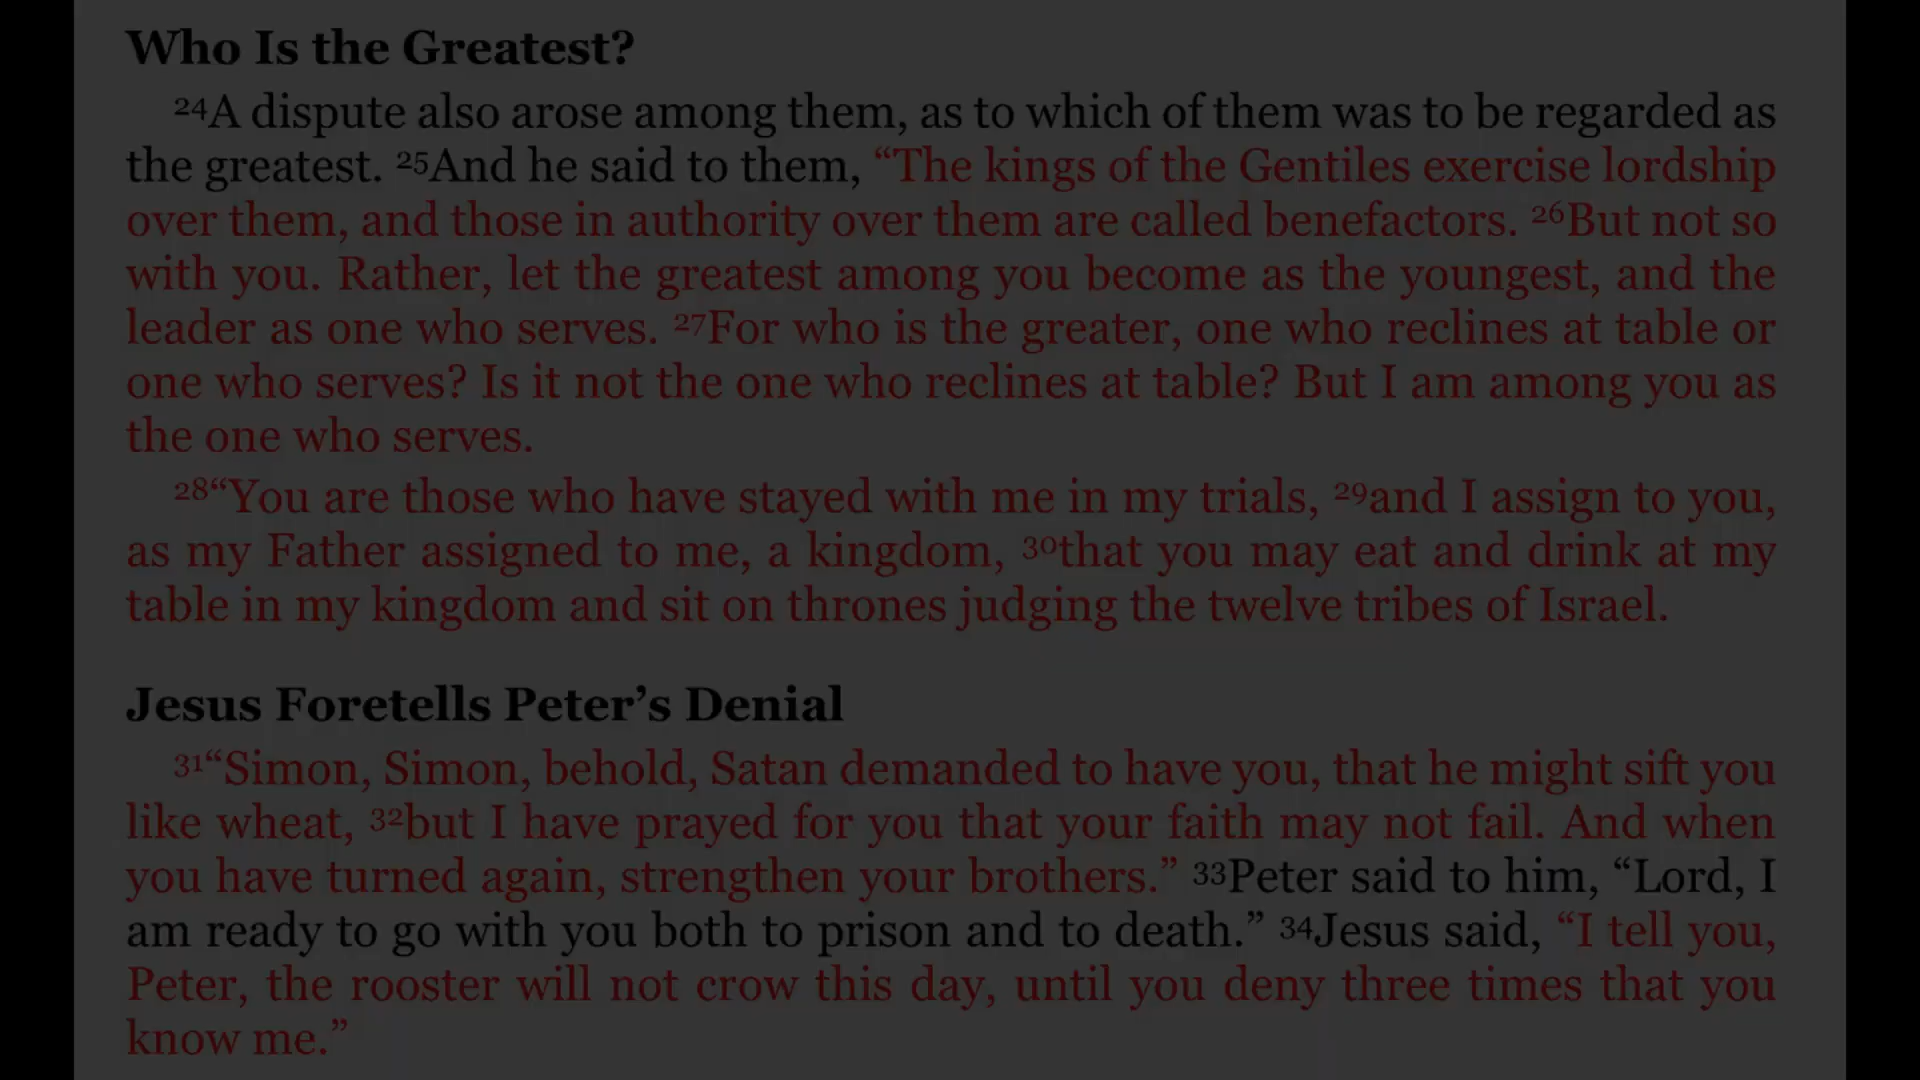 Who Is the Greatest?
24A dispute also arose among them, as to which of them was to be regarded as
the greatest. 25And he said to them, “The kings of the Gentiles exercise lordship
over them, and those in authority over them are called benefactors. 26But not so
with you. Rather, let the greatest among you become as the youngest, and the
leader as one who serves. 27For who is the greater, one who reclines at table or
one who serves? Is it not the one who reclines at table? But I am among you as
the one who serves.
28“You are those who have stayed with me in my trials, 29and I assign to you,
as my Father assigned to me, a kingdom, 30that you may eat and drink at my
table in my kingdom and sit on thrones judging the twelve tribes of Israel.
Jesus Foretells Peter’s Denial
31“Simon, Simon, behold, Satan demanded to have you, that he might sift you
like wheat, 32but I have prayed for you that your faith may not fail. And when
you have turned again, strengthen your brothers.” 33Peter said to him, “Lord, I
am ready to go with you both to prison and to death.” 34Jesus said, “I tell you,
Peter, the rooster will not crow this day, until you deny three times that you
know me.”